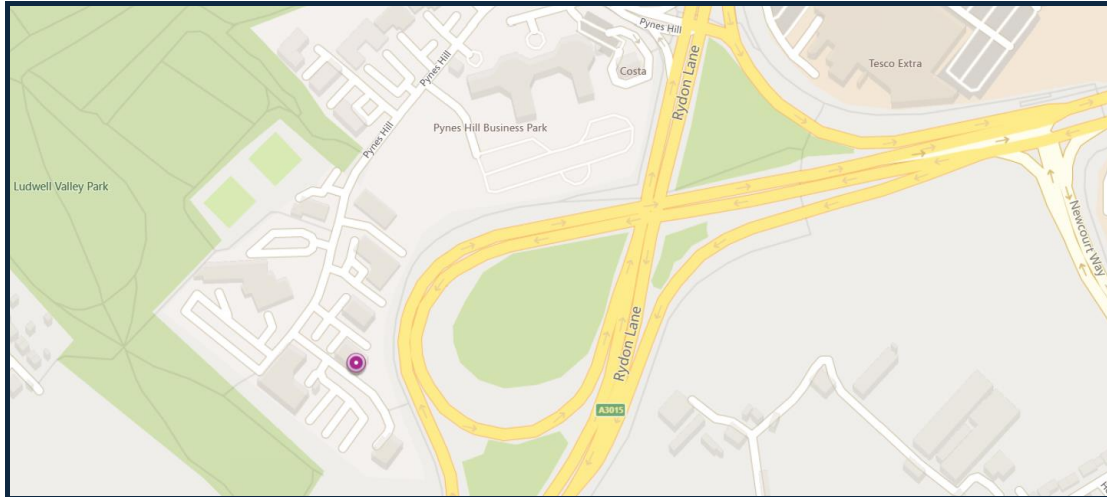 Pynes Hill
Rydon Lane
Costa
Tesco Extra
Pynes Hill
Pynes Hill Business Park
Pynes Hill
Ludwell Valley Park
Newcourt Way
Rydon Lane
A3015